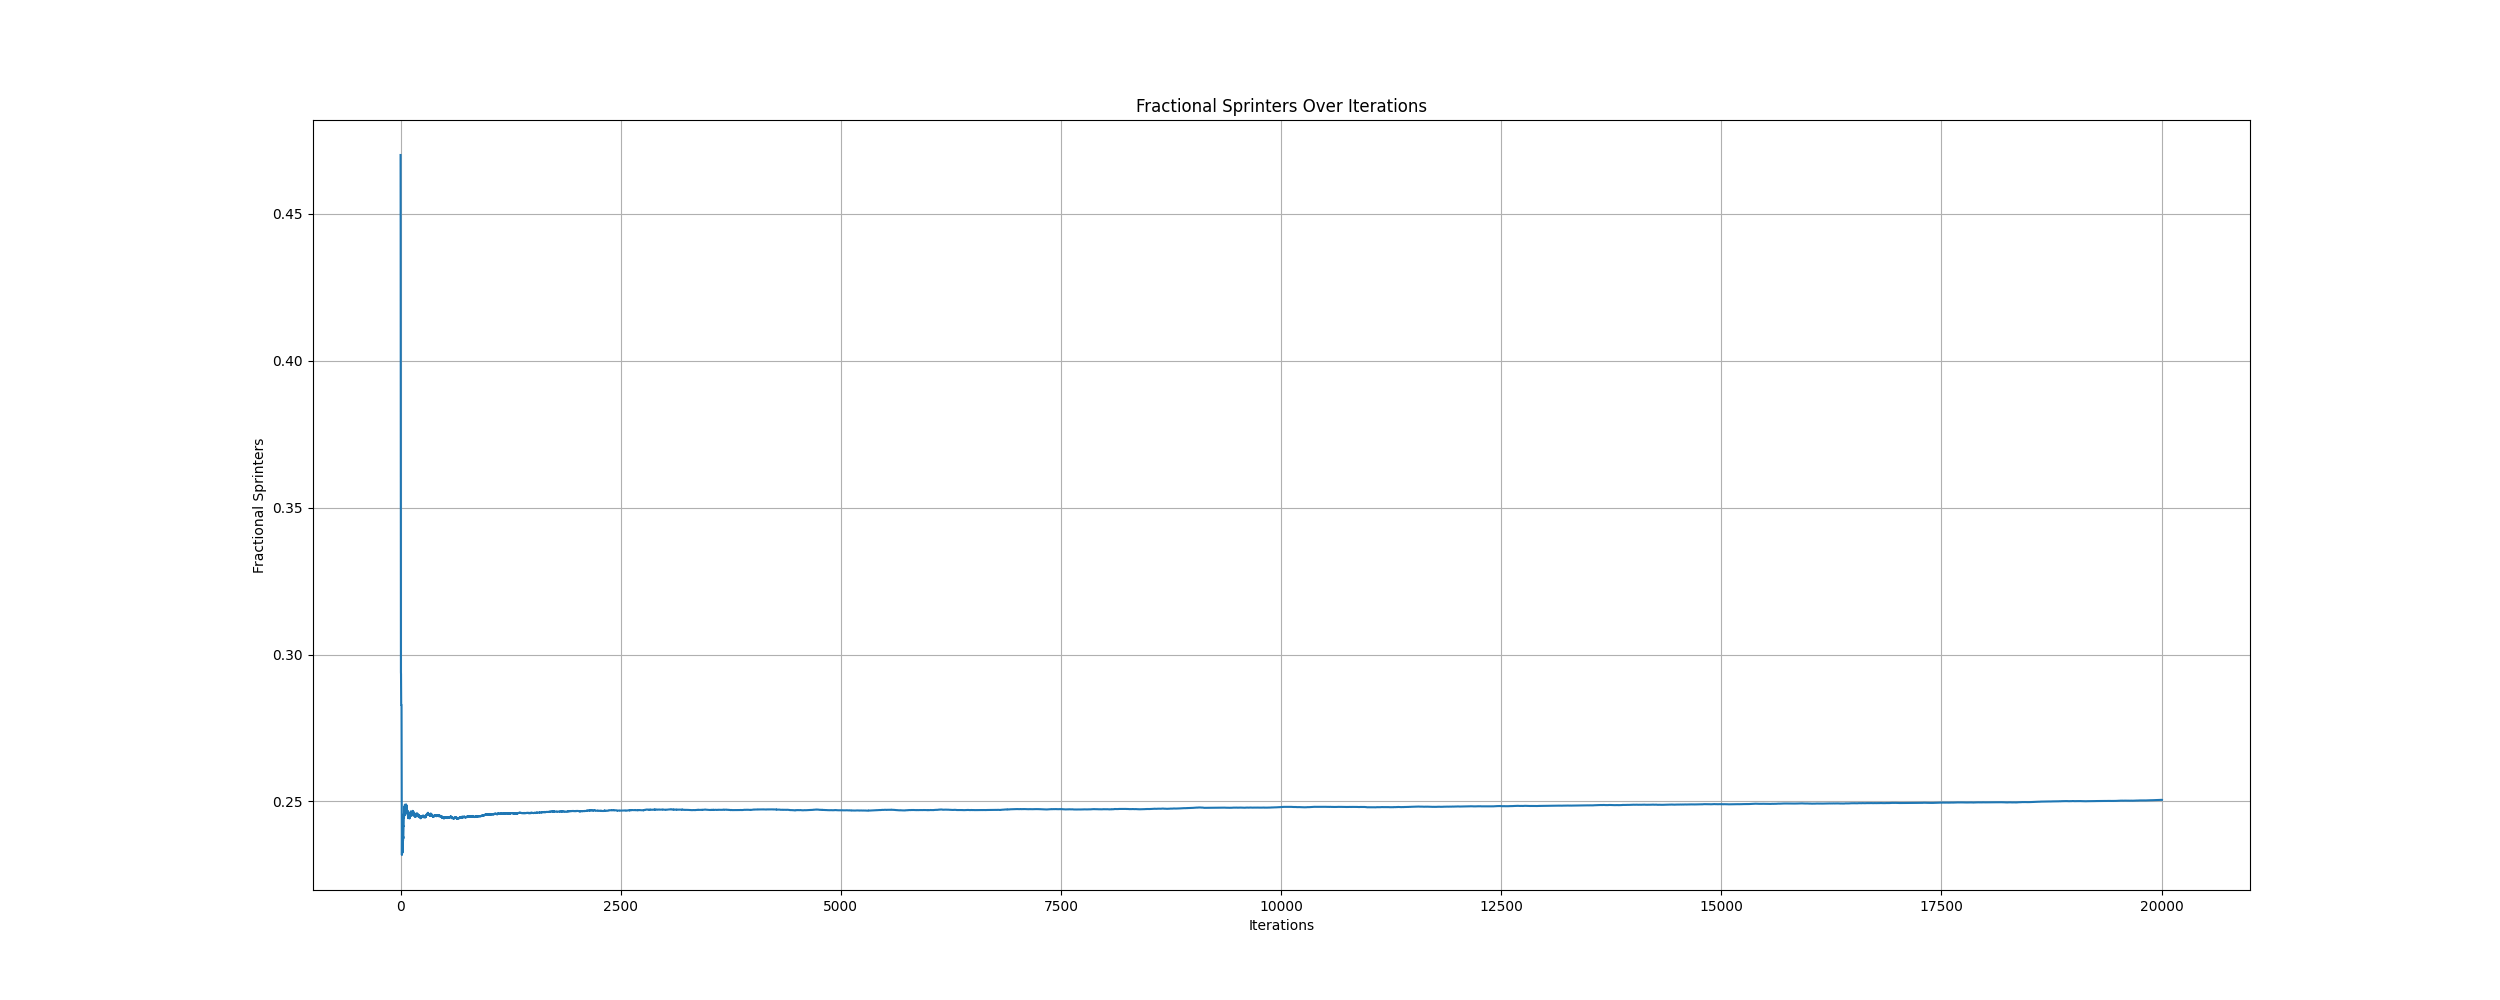 Fractional Sprinters Over Iterations
0.45
0.40
0.35
0.30
0.25
Fractional Sprinters
0 2500 5000 7500 10000 12500 15000 17500 20000
Iterations